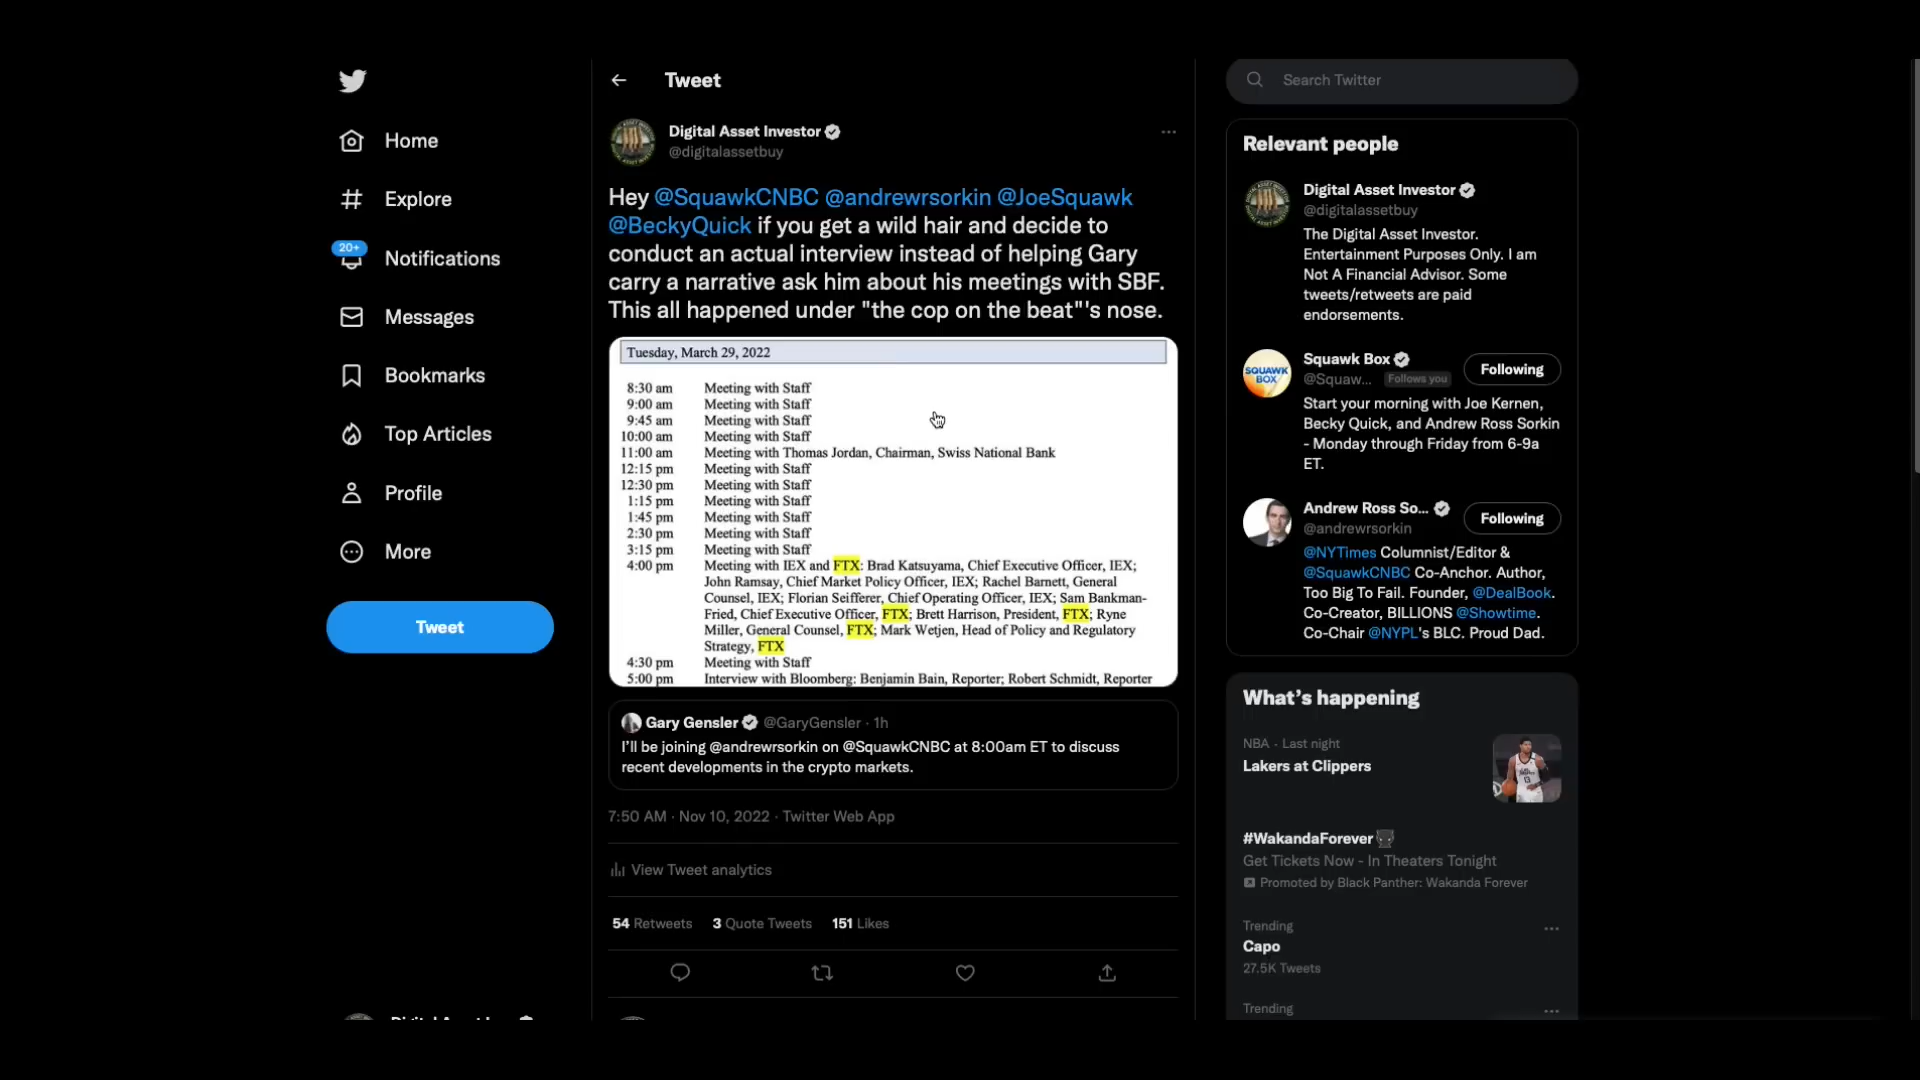 Home
Explore
20+
Notifications
Messages
Bookmarks
Top Articles
Profile
More
Tweet
Tweet
Digital Asset Investor
@digitalassetbuy
Hey @SquawkCNBC @andrewrsorkin @JoeSquawk
@BeckyQuick if you get a wild hair and decide to
conduct an actual interview instead of helping Gary
carry a narrative ask him about his meetings with SBF.
This all happened under "the cop on the beat"'s nose.
Tuesday, March 29, 2022
8:30 am Meeting with Staff
9:00 am Meeting with Staff
9:45 am Meeting with Staff
10:00 am Meeting with Staff
11:00 am Meeting with Thomas Jordan, Chairman, Swiss National Bank
12:15 pm Meeting with Staff
12:30 pm Meeting with Staff
1:15 pm Meeting with Staff
1:45 pm Meeting with Staff
2:30 pm Meeting with Staff
3:15 pm Meeting with Staff
4:00 pm Meeting with IEX and FTX: Brad Katsuyama, Chief Executive Officer, IEX;
John Ramsay, Chief Market Policy Officer, IEX; Rachel Barnett, General
Counsel, IEX; Florian Seifferer, Chief Operating Officer, IEX; Sam Bankman-
Fried, Chief Executive Officer, FTX; Brett Harrison, President, FTX; Ryne
Miller, General Counsel, FTX; Mark Wetjen, Head of Policy and Regulatory
Strategy, FTX
4:30 pm Meeting with Staff
5:00 pm Interview with Bloomberg: Benjamin Bain, Reporter; Robert Schmidt, Reporter
Gary Gensler @GaryGensler · 1h
I'll be joining @andrewrsorkin on @SquawkCNBC at 8:00am ET to discuss
recent developments in the crypto markets.
7:50 AM · Nov 10, 2022 · Twitter Web App
View Tweet analytics
54 Retweets 3 Quote Tweets 151 Likes
Search Twitter
Relevant people
Digital Asset Investor
@digitalassetbuy
The Digital Asset Investor.
Entertainment Purposes Only. I am
Not A Financial Advisor. Some
tweets/retweets are paid
endorsements.
Squawk Box
@Squaw... Follows you
Following
SQUAWK
BOX
Start your morning with Joe Kernen,
Becky Quick, and Andrew Ross Sorkin
- Monday through Friday from 6-9a
ET.
Andrew Ross So...
@andrewrsorkin
Following
@NYTimes Columnist/Editor &
@SquawkCNBC Co-Anchor. Author,
Too Big To Fail. Founder, @DealBook.
Co-Creator, BILLIONS @Showtime.
Co-Chair @NYPL's BLC. Proud Dad.
What's happening
NBA · Last night
Lakers at Clippers
#WakandaForever
Get Tickets Now - In Theaters Tonight
Promoted by Black Panther: Wakanda Forever
Trending
Capo
27.5K Tweets
Trending